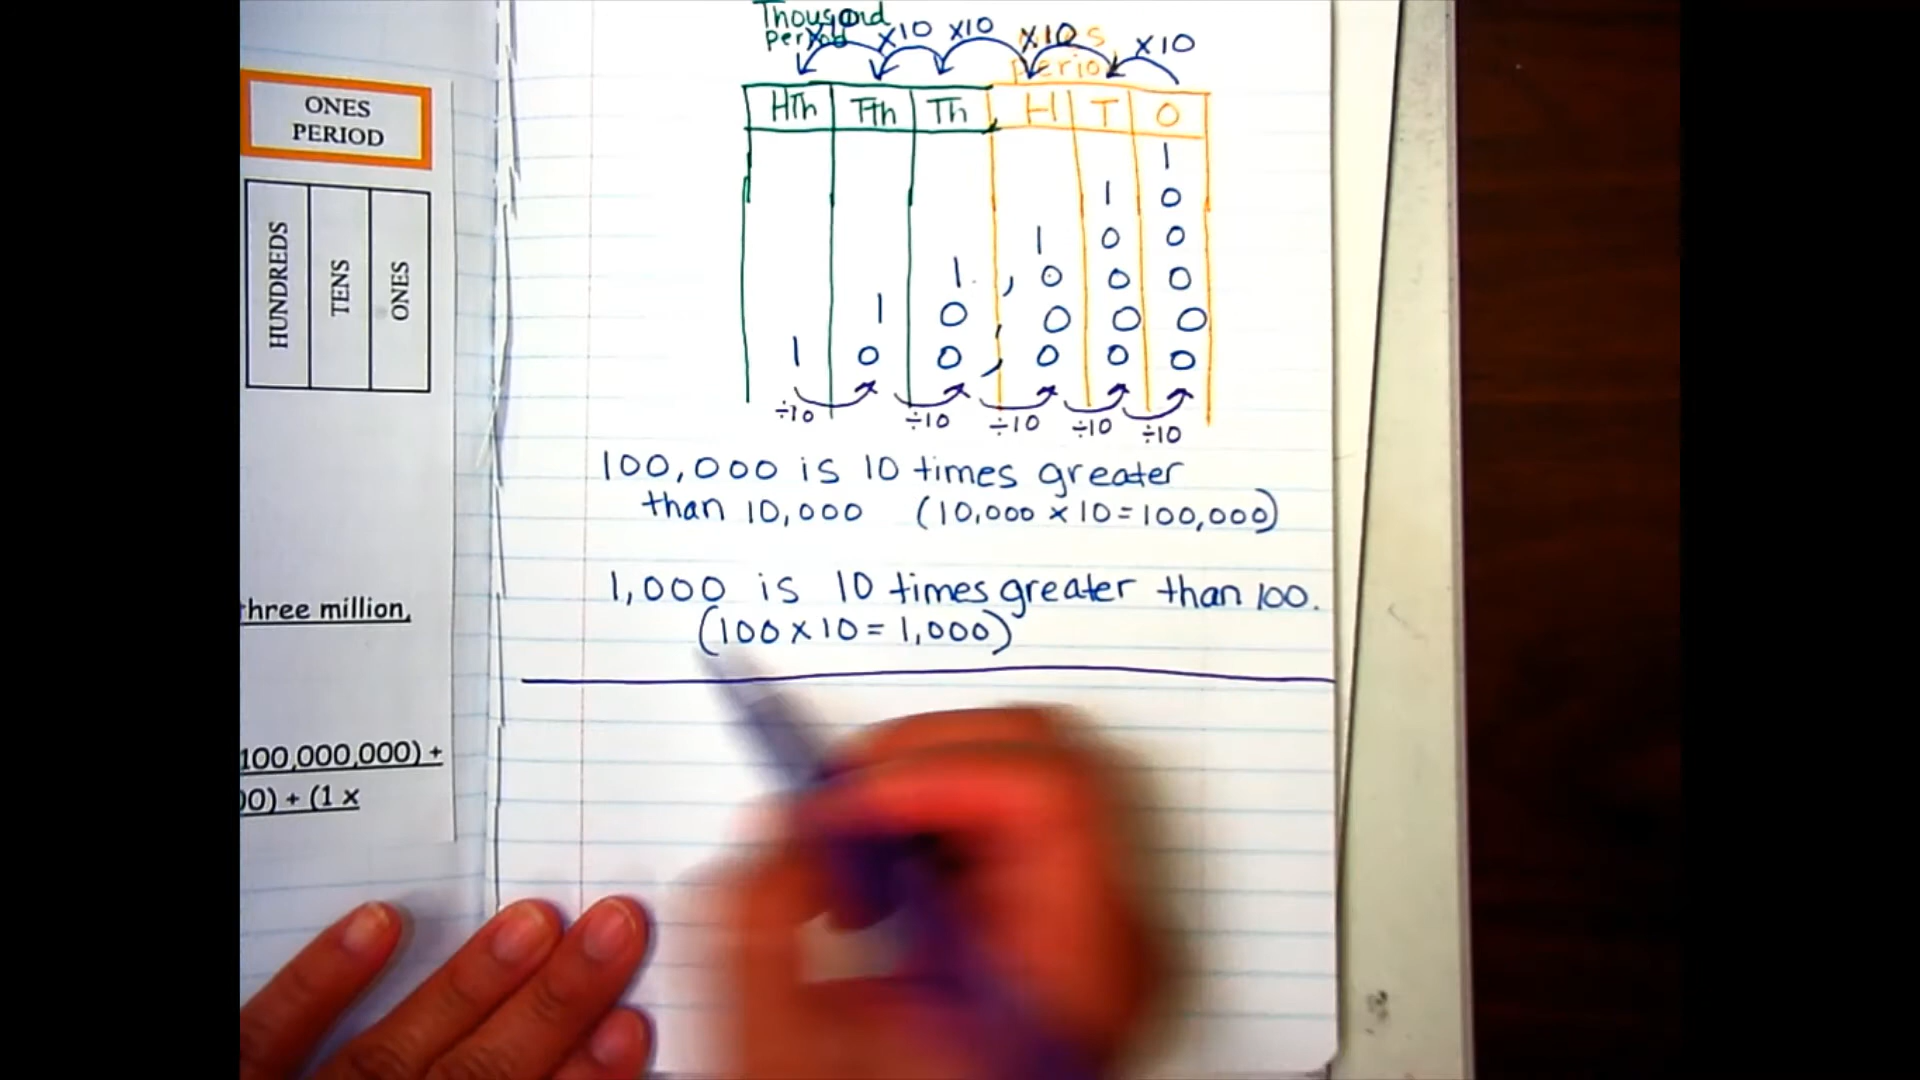 ONES
PERIOD
HUNDREDS
TENS
ONES
three million,
100,000,000) +
00) + (1 x
Thousand
period
x10 x10 x10 x10 x10
HTh TTh Th H T O
1
1 0
1 0 0
1 , 0 0 0
1 0 , 0 0 0
1 0 0 , 0 0 0
÷10 ÷10 ÷10 ÷10 ÷10
100,000 is 10 times greater
than 10,000 (10,000 x 10 = 100,000)
1,000 is 10 times greater than 100.
(100 x 10 = 1,000)